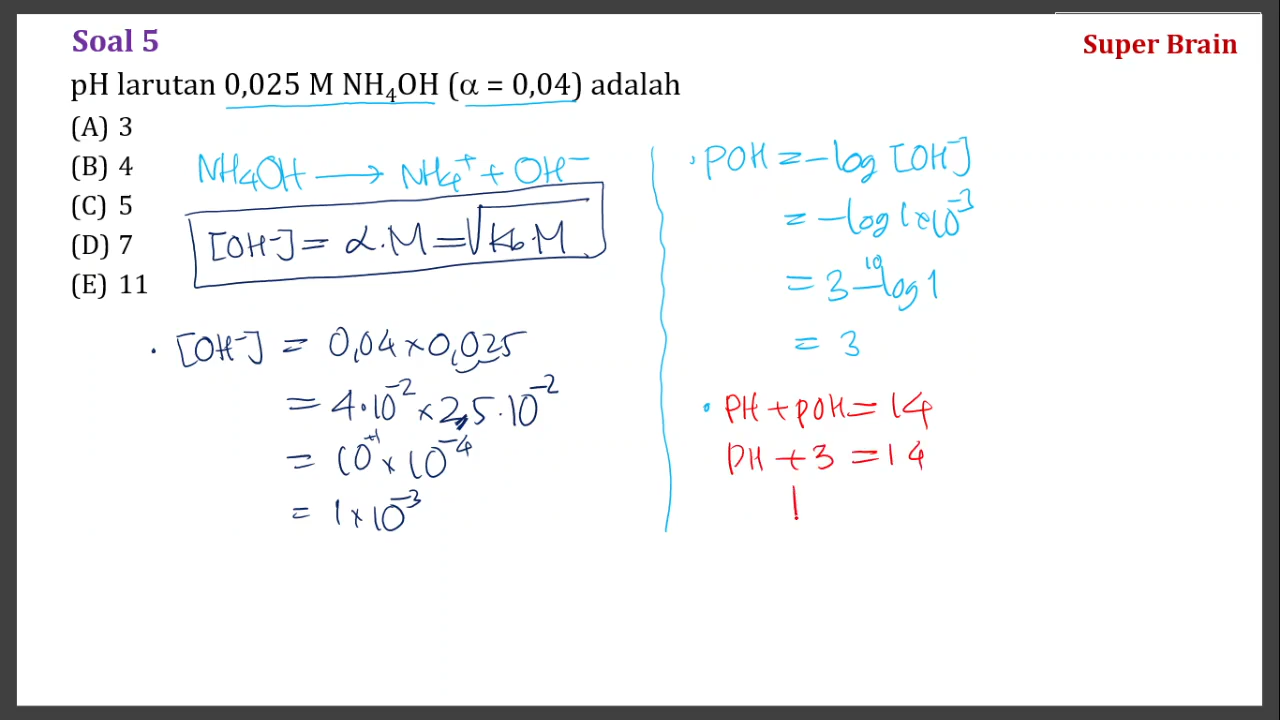 Soal 5
Super Brain
pH larutan 0,025 M NH₄OH (α = 0,04) adalah
(A) 3
(B) 4
(C) 5
(D) 7
(E) 11
NH₄OH → NH₄⁺ + OH⁻
[OH⁻] = α.M = √Kb.M
. [OH⁻] = 0,04 × 0,025
= 4.10⁻² × 2,5.10⁻²
= 10⁺¹ × 10⁻⁴
= 1 × 10⁻³
. POH = -log [OH⁻]
= -log 1×10⁻³
= 3 - ¹⁰log 1
= 3
. PH + POH = 14
PH + 3 = 14